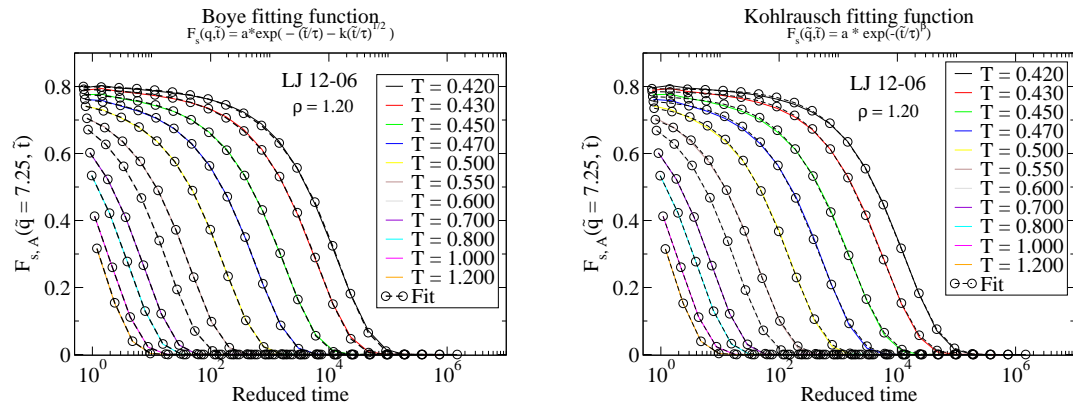 Boye fitting function
F_s(q,t̃) = a*exp( – (t̃/τ) – k(t̃/τ)^1/2 )
LJ 12-06
ρ = 1.20
T = 0.420
T = 0.430
T = 0.450
T = 0.470
T = 0.500
T = 0.550
T = 0.600
T = 0.700
T = 0.800
T = 1.000
T = 1.200
Fit
F_s, A(q̃ = 7.25, t̃)
0.8
0.6
0.4
0.2
0
10^0
10^2
10^4
10^6
Reduced time
Kohlrausch fitting function
F_s(q̃,t̃) = a * exp(-(t̃/τ)^β)
LJ 12-06
ρ = 1.20
T = 0.420
T = 0.430
T = 0.450
T = 0.470
T = 0.500
T = 0.550
T = 0.600
T = 0.700
T = 0.800
T = 1.000
T = 1.200
Fit
F_s, A(q̃ = 7.25, t̃)
0.8
0.6
0.4
0.2
0
10^0
10^2
10^4
10^6
Reduced time